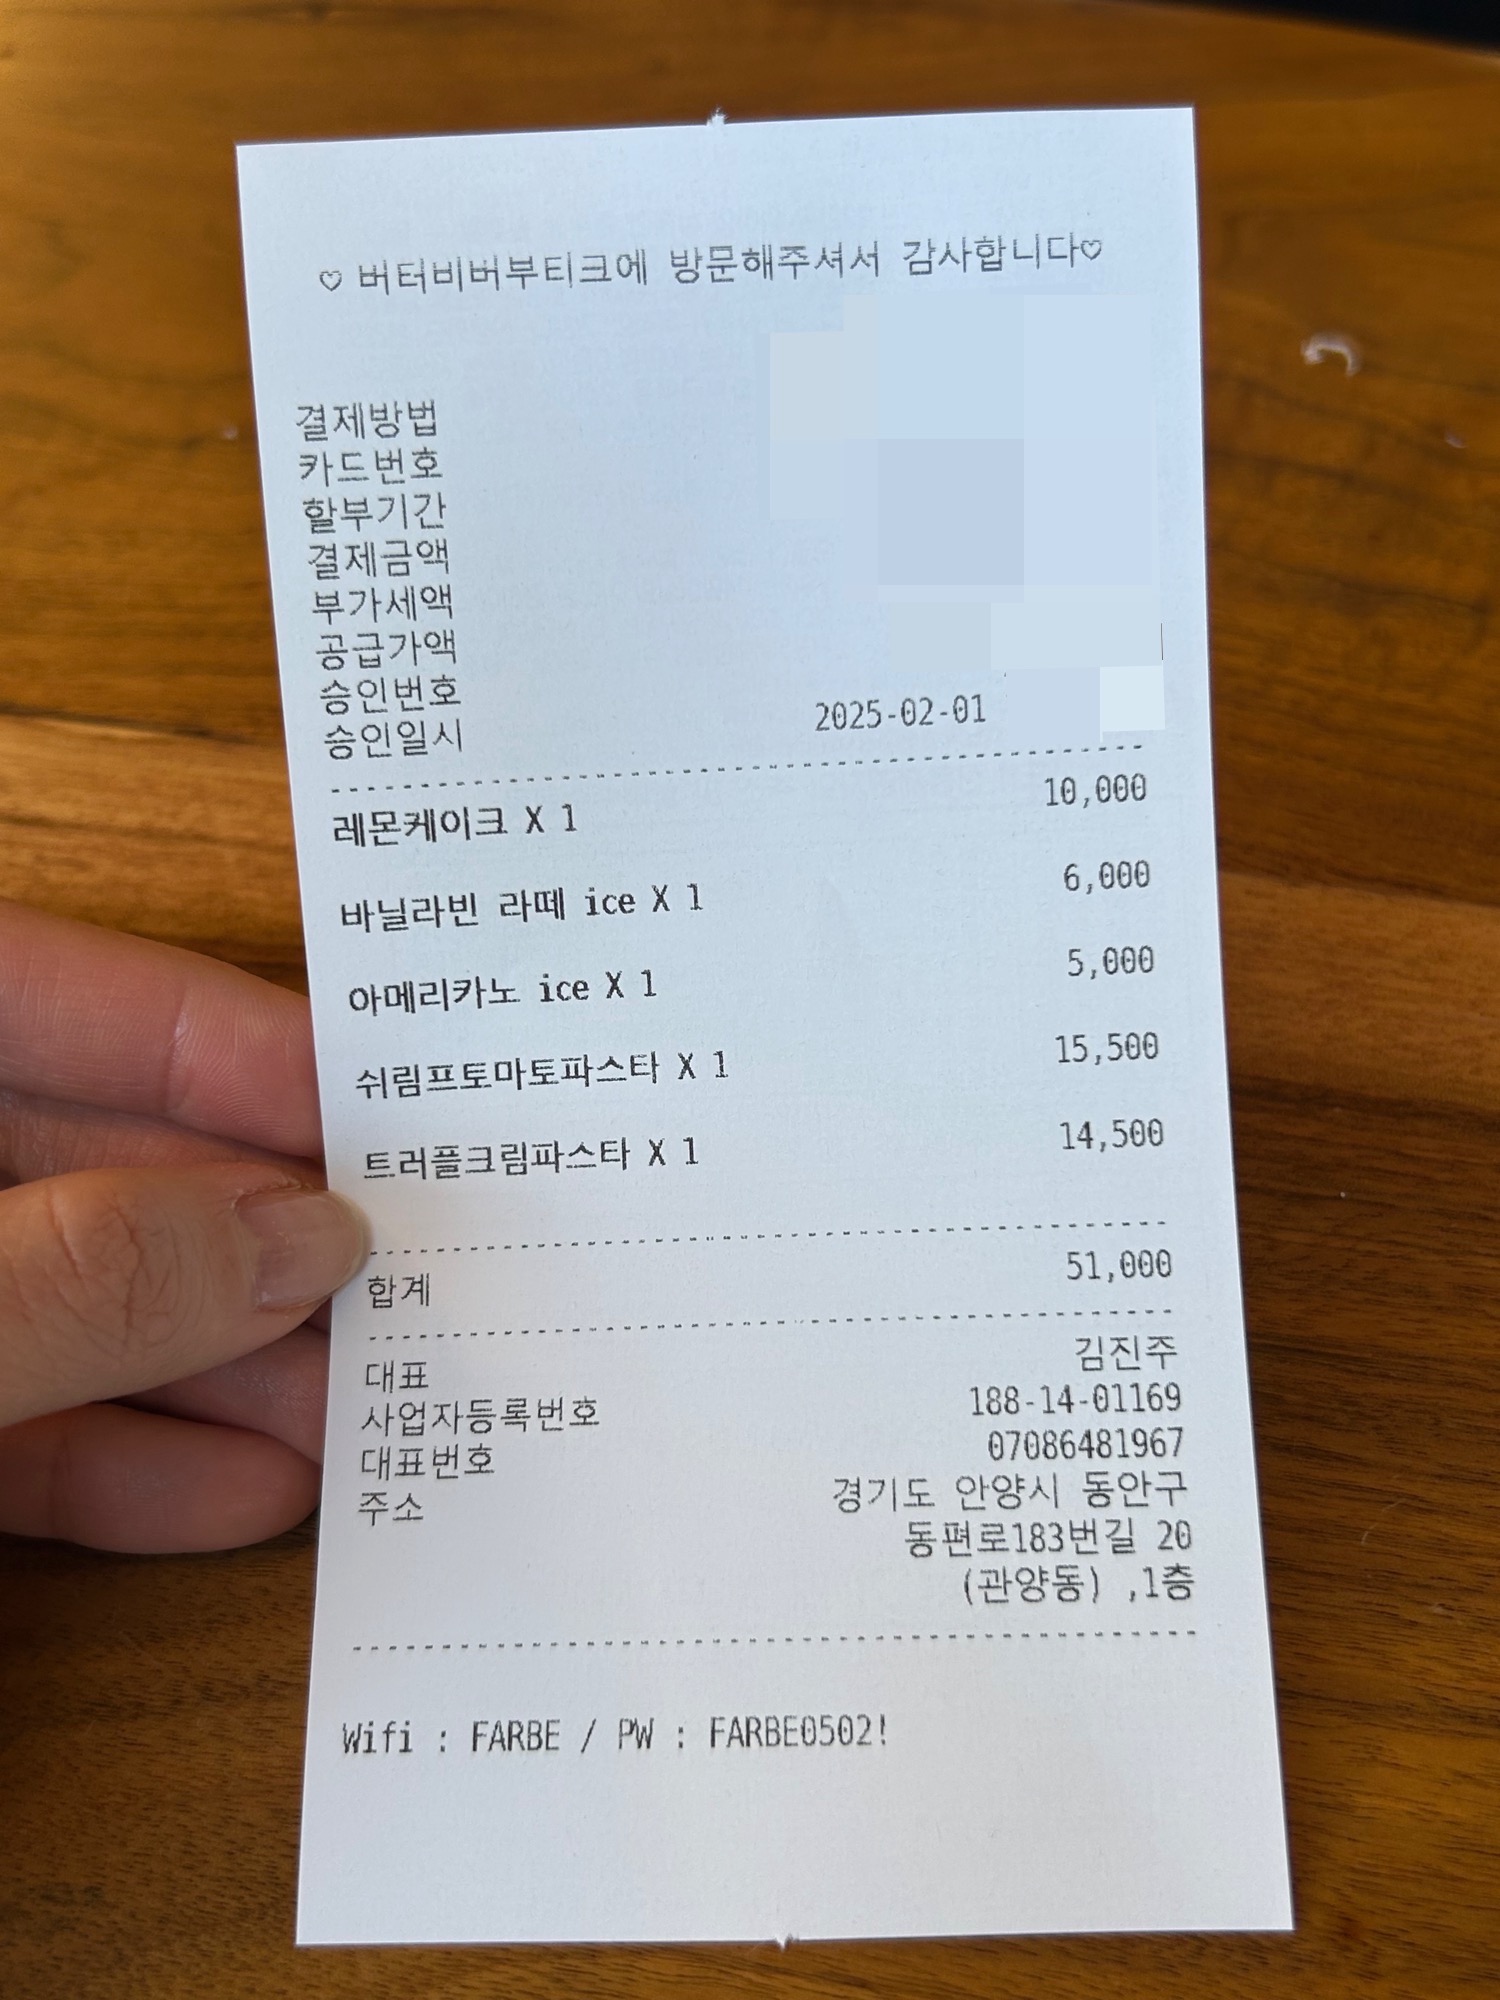 ♡ 버터비버부티크에 방문해주셔서 감사합니다♡
결제방법
카드번호
할부기간
결제금액
부가세액
공급가액
승인번호
승인일시 2025-02-01
레몬케이크 X 1 10,000
바닐라빈 라떼 ice X 1 6,000
아메리카노 ice X 1 5,000
쉬림프토마토파스타 X 1 15,500
트러플크림파스타 X 1 14,500
합계 51,000
대표 김진주
사업자등록번호 188-14-01169
대표번호 07086481967
주소 경기도 안양시 동안구
동편로183번길 20
(관양동) ,1층
Wifi : FARBE / PW : FARBE0502!